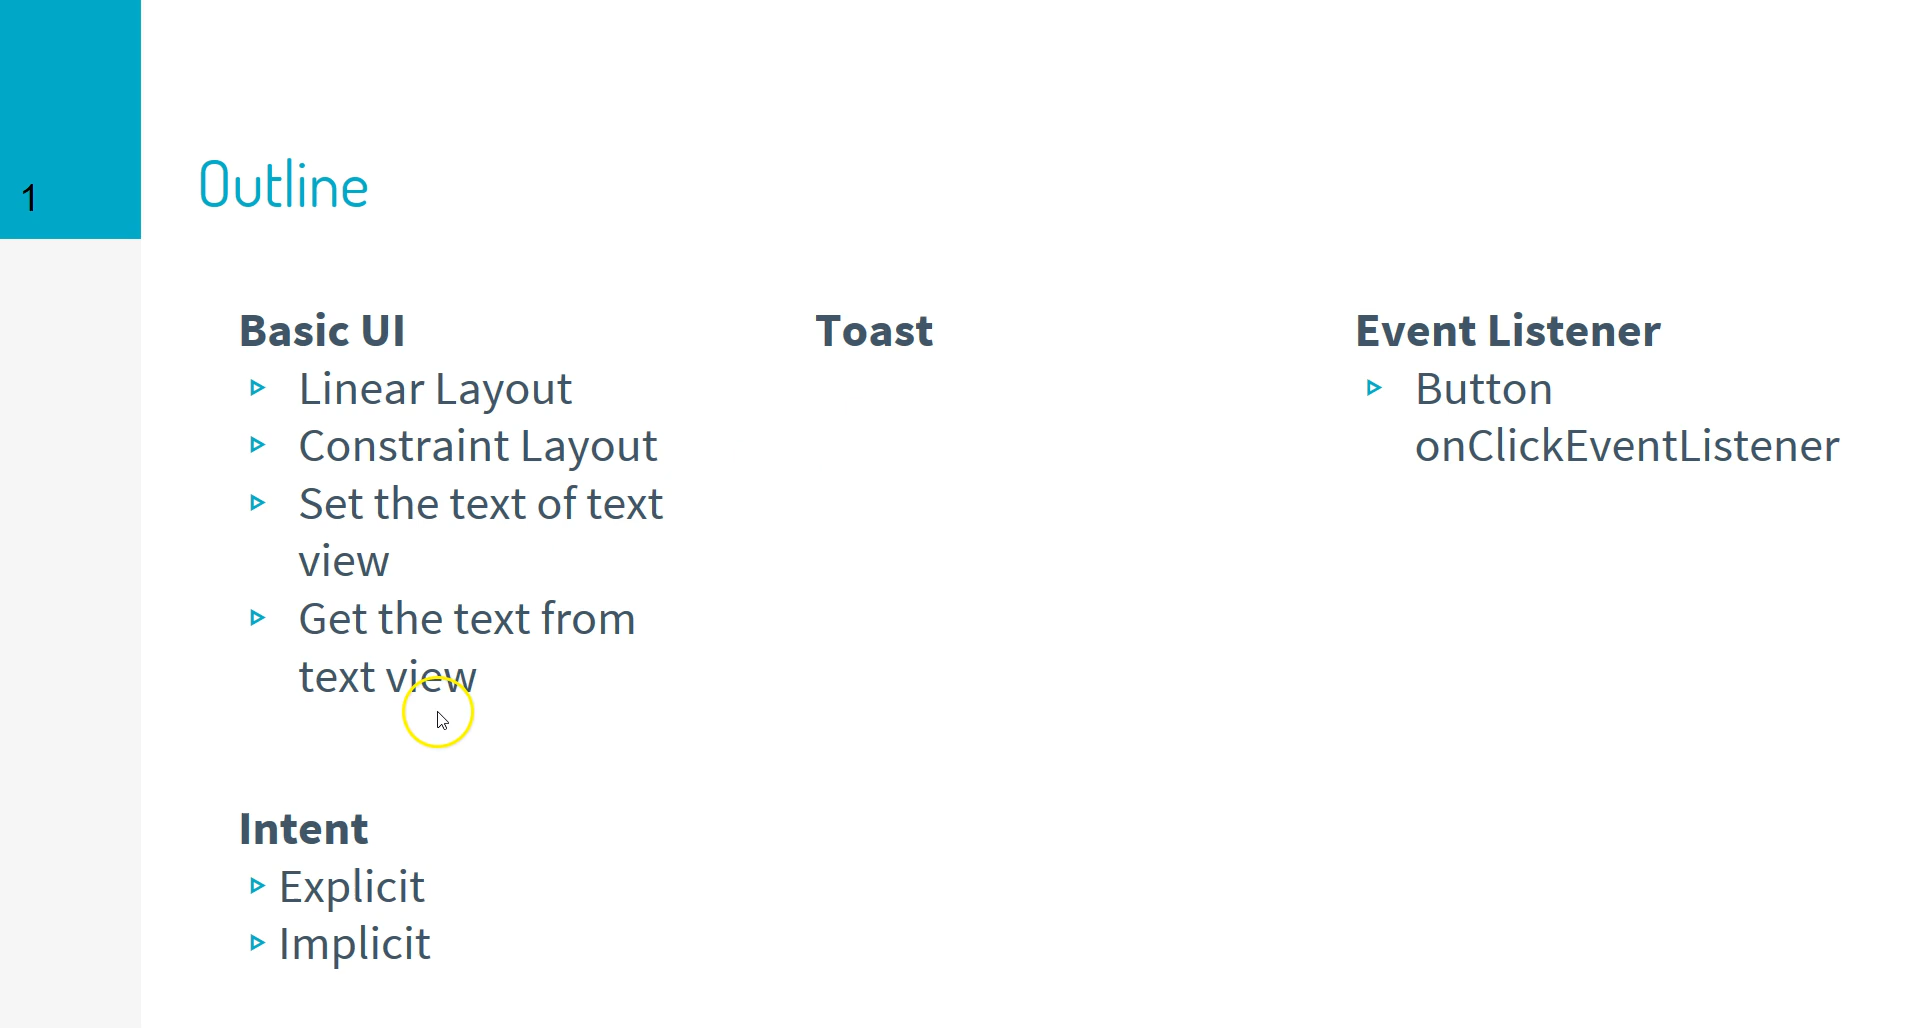 1
Outline
Basic UI
Linear Layout
Constraint Layout
Set the text of text
view
Get the text from
text view
Intent
Explicit
Implicit
Toast
Event Listener
Button
onClickEventListener